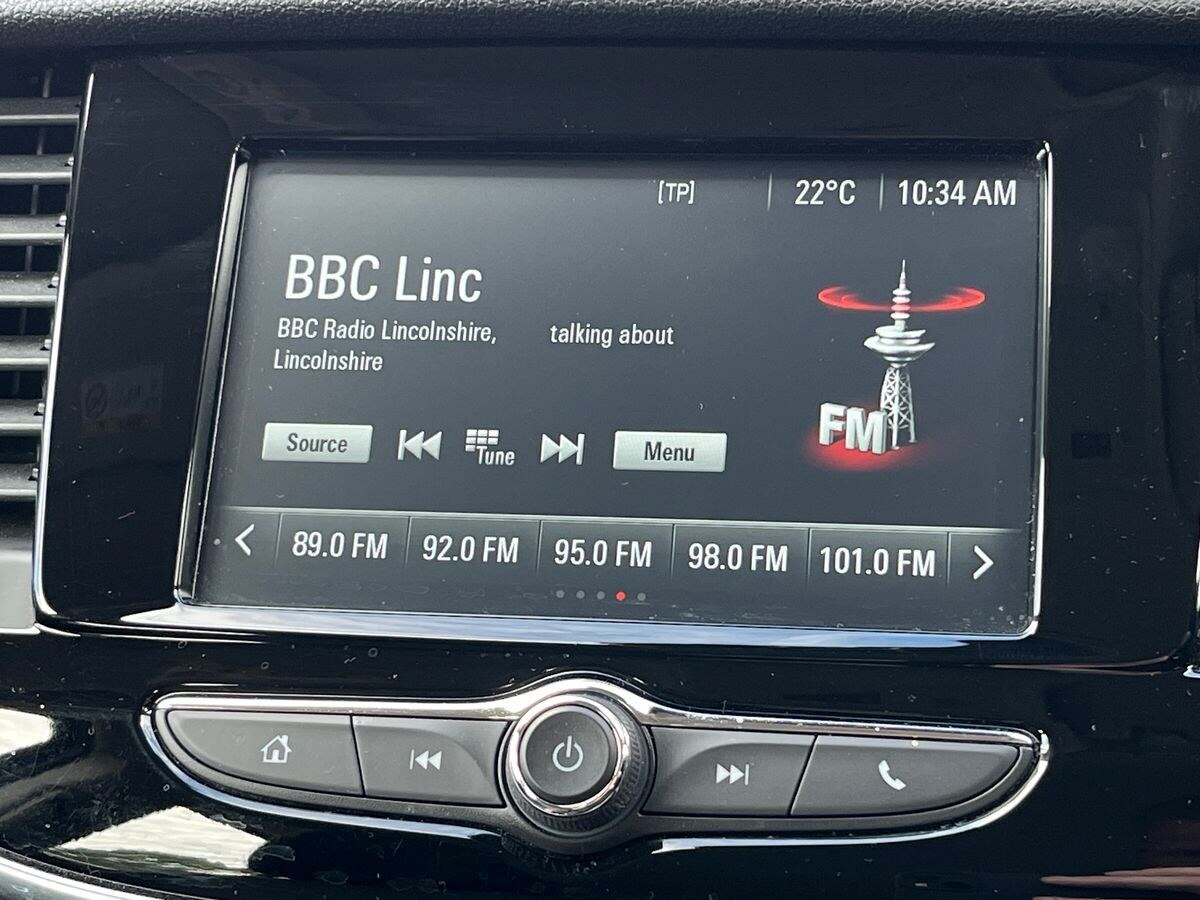 [TP] 22°C 10:34 AM
BBC Linc
BBC Radio Lincolnshire, talking about
Lincolnshire
FM
Source Tune Menu
89.0 FM 92.0 FM 95.0 FM 98.0 FM 101.0 FM